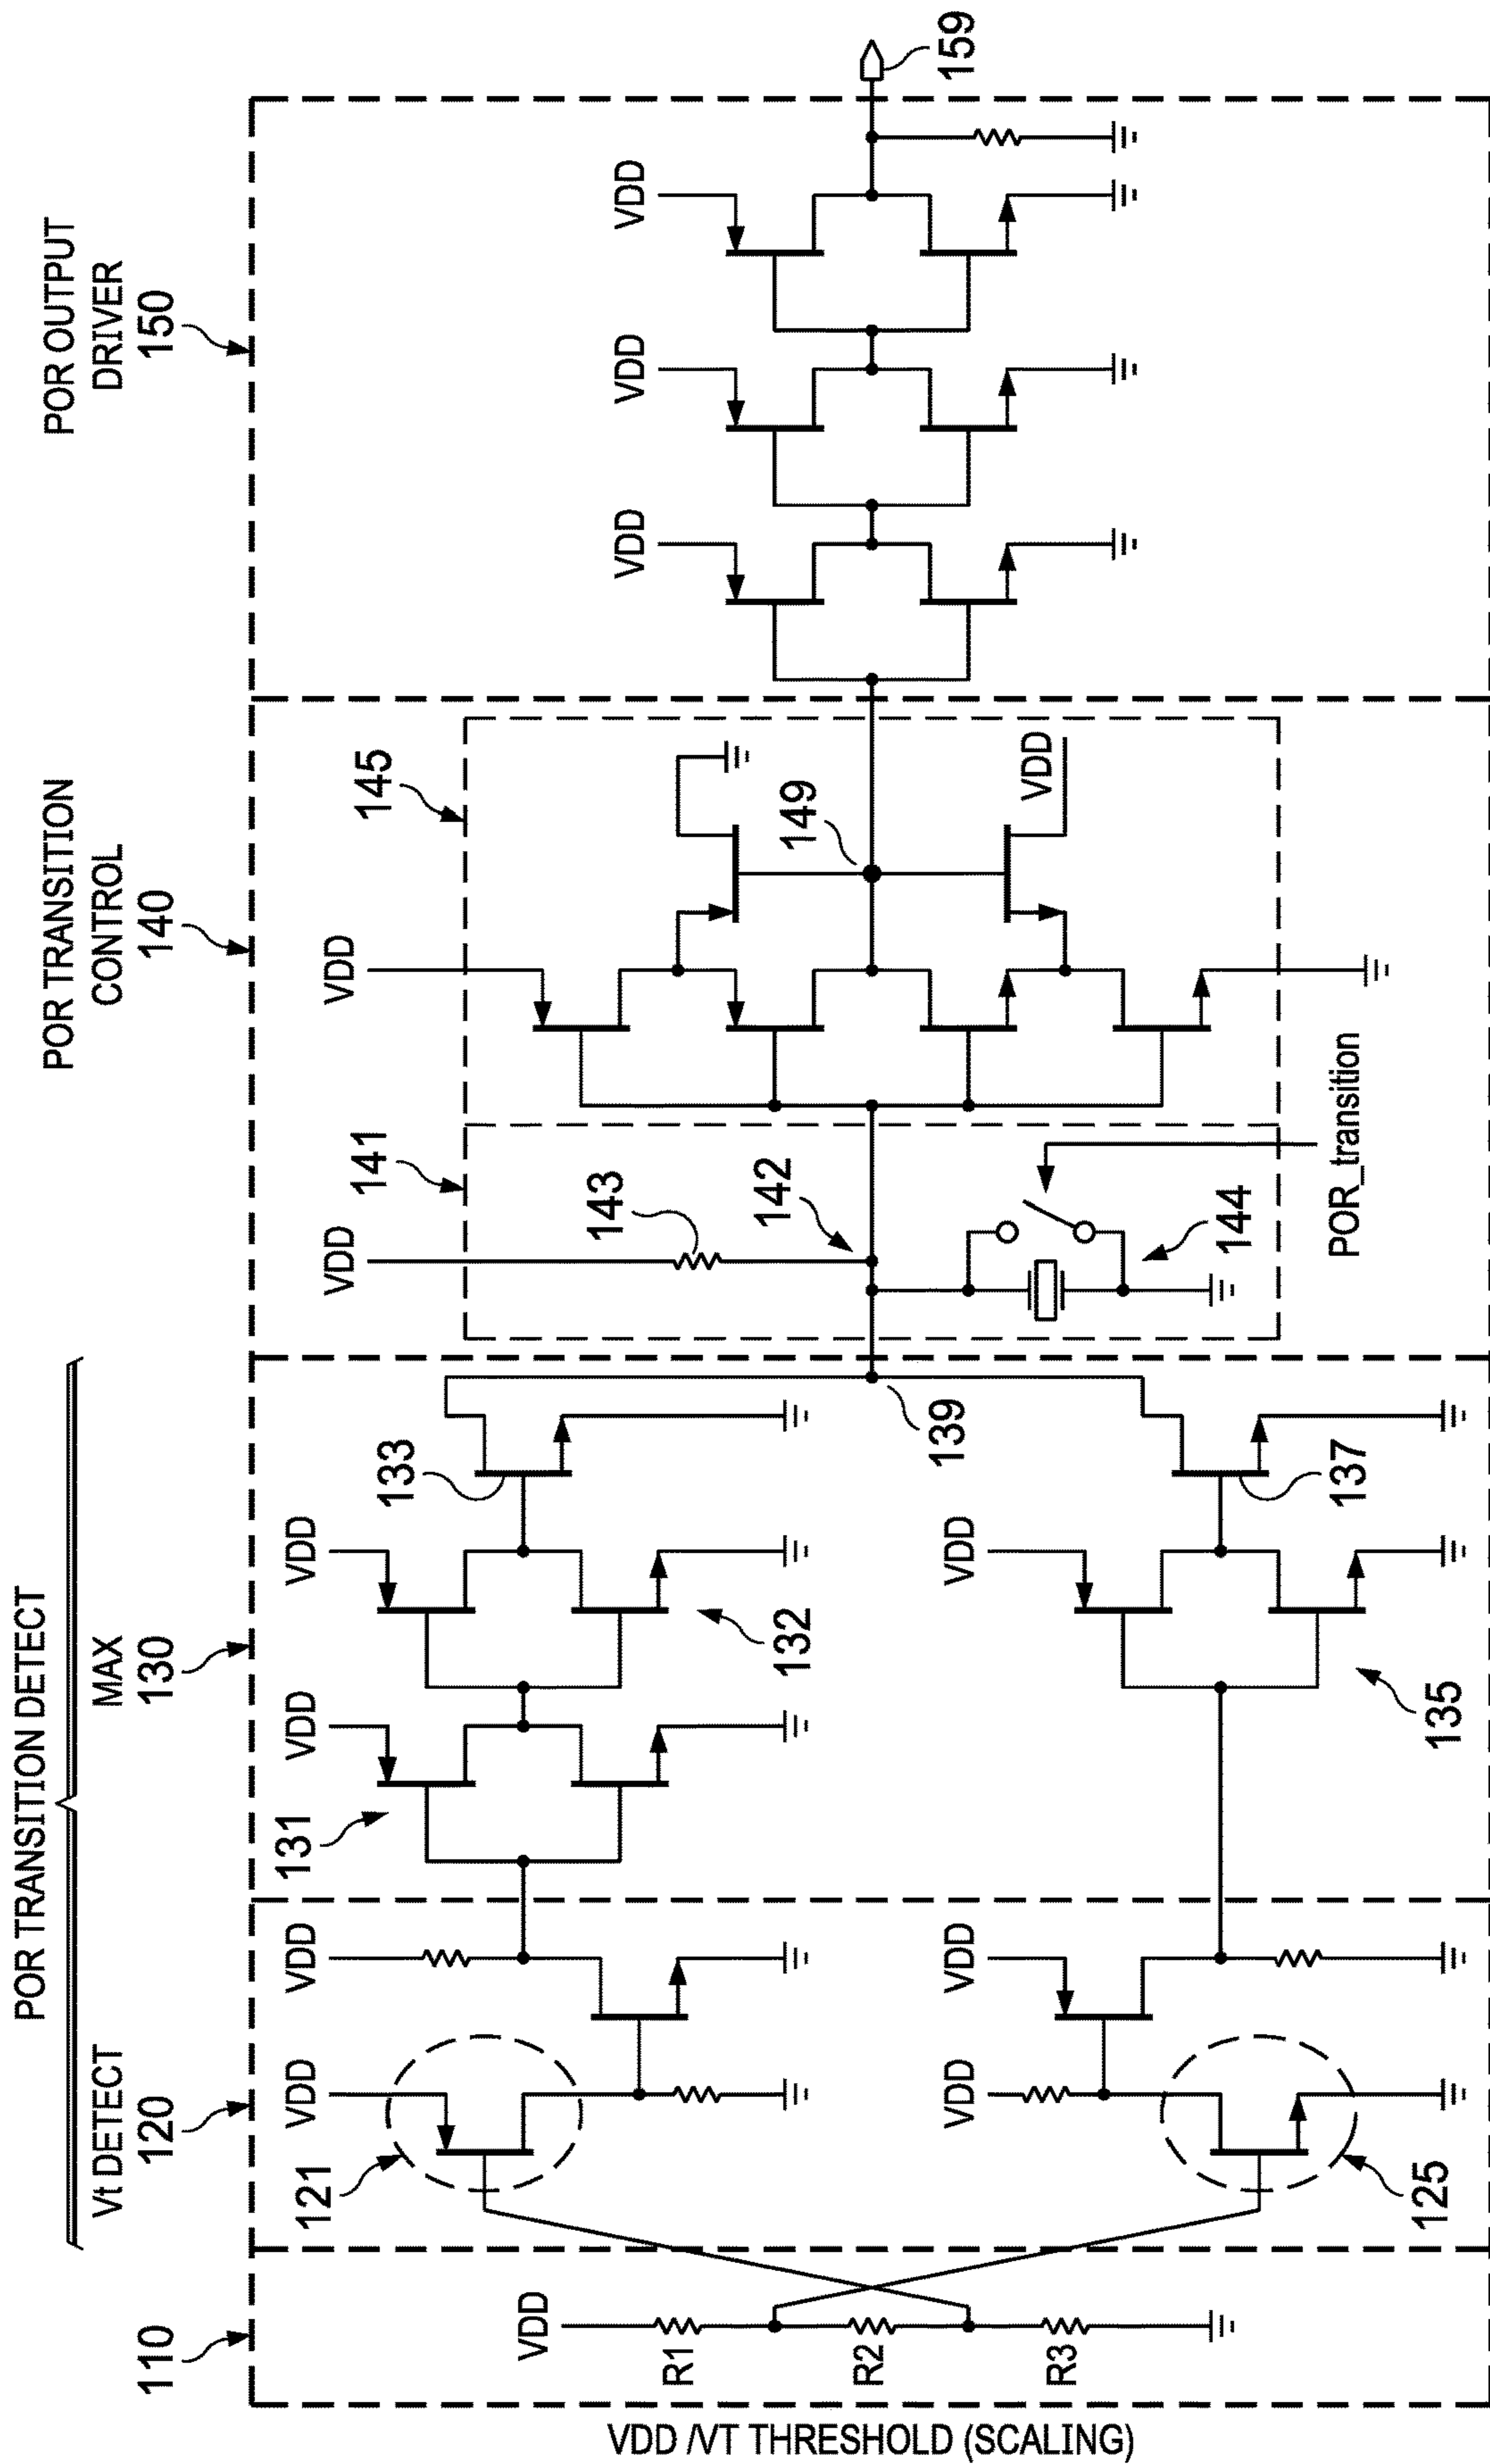 POR TRANSITION DETECT
VDD /VT THRESHOLD (SCALING)
110
Vt DETECT
120
MAX
130
POR TRANSITION
CONTROL
140
POR OUTPUT
DRIVER
150
VDD
R1
R2
R3
VDD
VDD
121
VDD
VDD
125
131
VDD
VDD
132
133
VDD
135
137
139
VDD
141
143
142
144
POR_transition
VDD
145
149
VDD
VDD
VDD
VDD
159